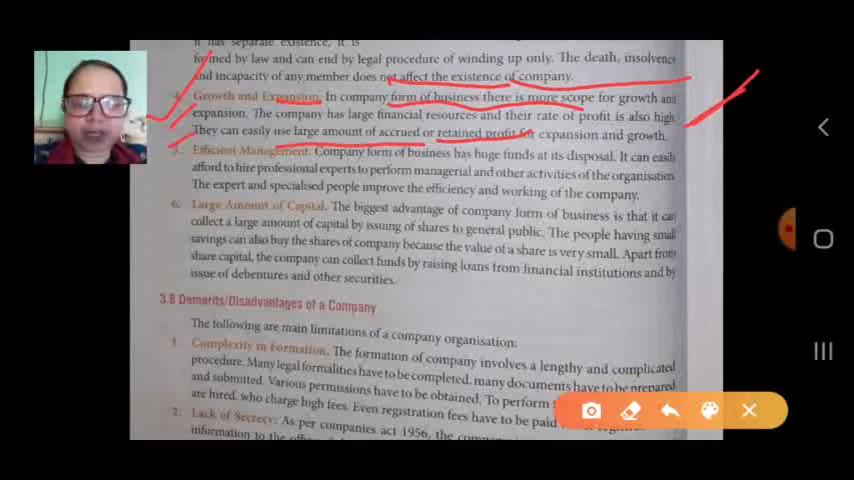 it has separate existence, it is
formed by law and can end by legal procedure of winding up only. The death, insolvency
and incapacity of any member does not affect the existence of company.
4. Growth and Expansion. In company form of business there is more scope for growth and
expansion. The company has large financial resources and their rate of profit is also high.
They can easily use large amount of accrued or retained profit for expansion and growth.
5. Efficient Management. Company form of business has huge funds at its disposal. It can easily
afford to hire professional experts to perform managerial and other activities of the organisation.
The expert and specialised people improve the efficiency and working of the company.
6. Large Amount of Capital. The biggest advantage of company form of business is that it can
collect a large amount of capital by issuing of shares to general public. The people having small
savings can also buy the shares of company because the value of a share is very small. Apart from
share capital, the company can collect funds by raising loans from financial institutions and by
issue of debentures and other securities.
3.8 Demerits/Disadvantages of a Company
The following are main limitations of a company organisation:
1. Complexity in Formation. The formation of company involves a lengthy and complicated
procedure. Many legal formalities have to be completed, many documents have to be prepared
and submitted. Various permissions have to be obtained. To perform
are hired, who charge high fees. Even registration fees have to be paid
2. Lack of Secrecy. As per companies act 1956, the
information to the